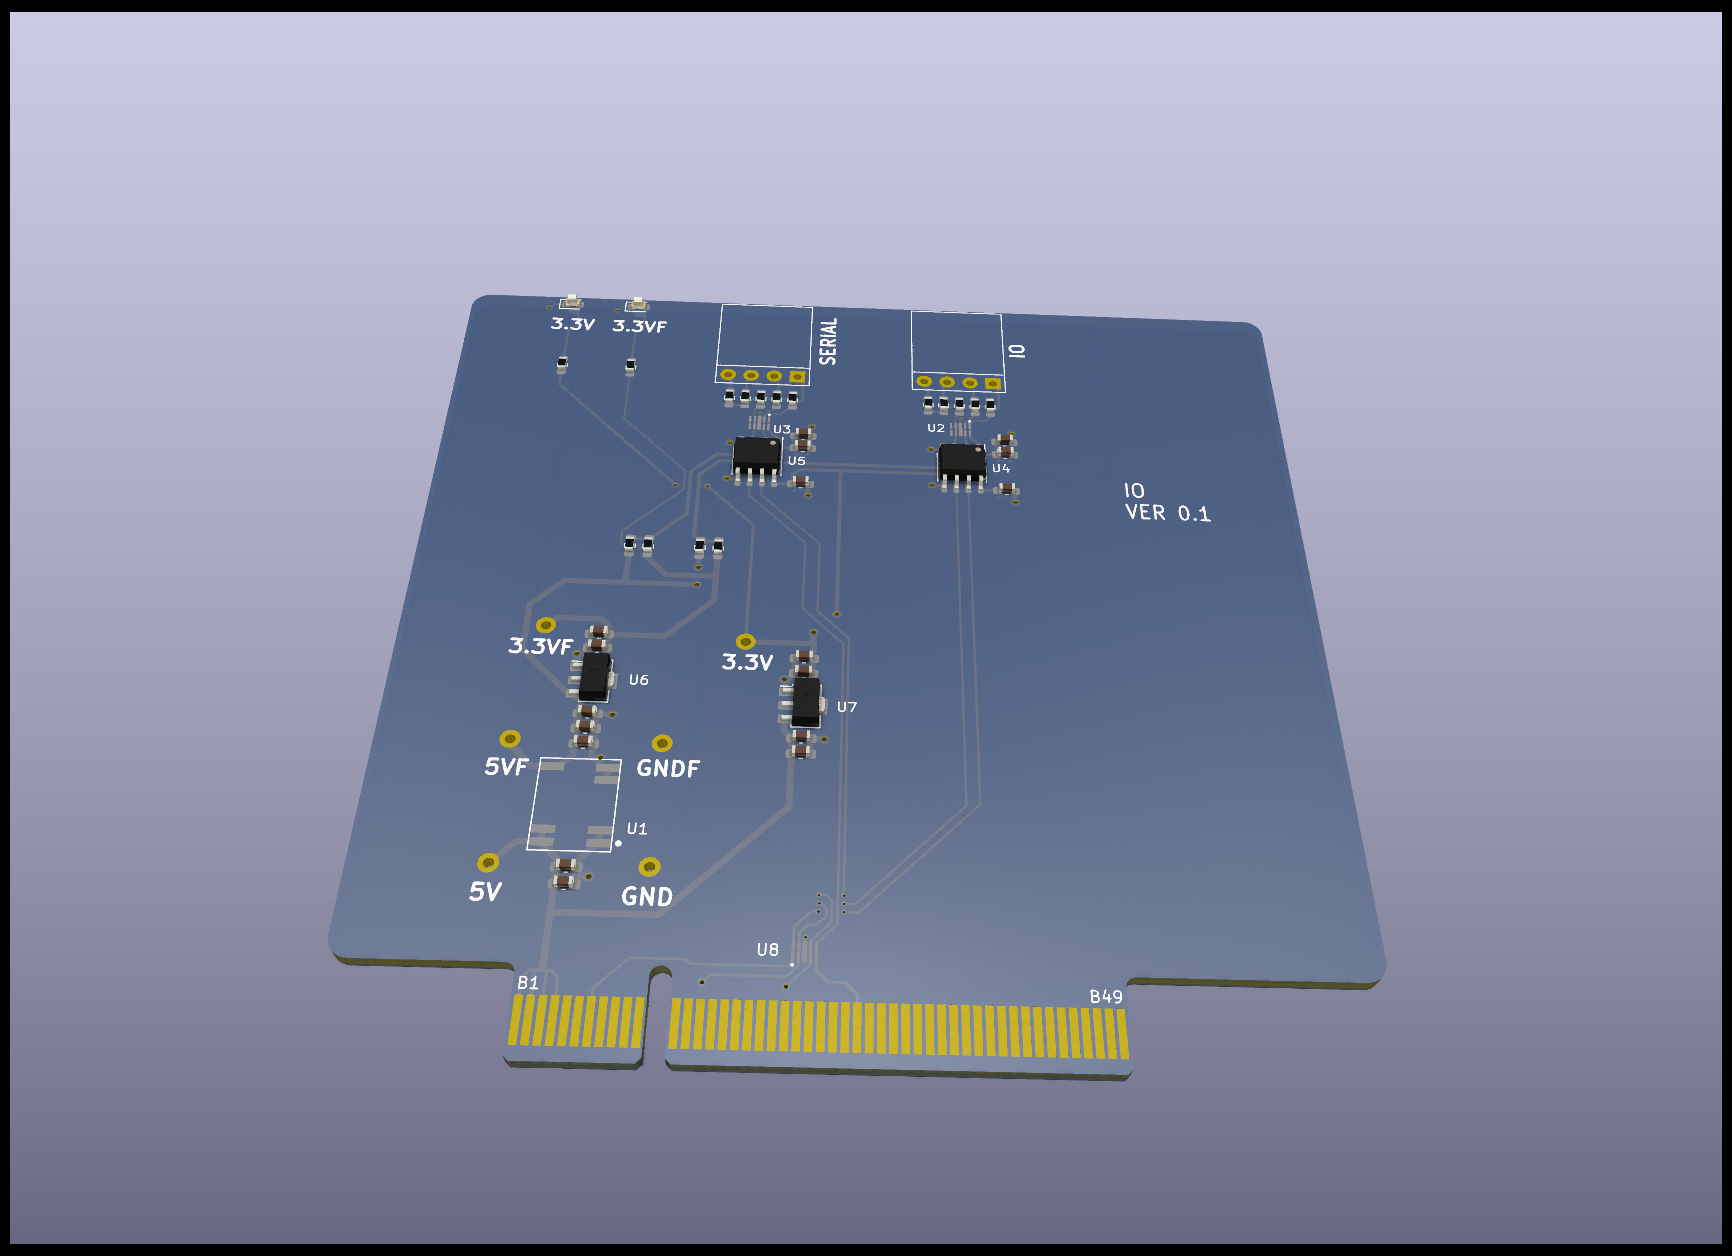 3.3V
3.3VF
SERIAL
IO
U3
U2
U5
U4
IO
VER 0.1
3.3VF
3.3V
U6
U7
5VF
GNDF
U1
5V
GND
U8
B1
B49